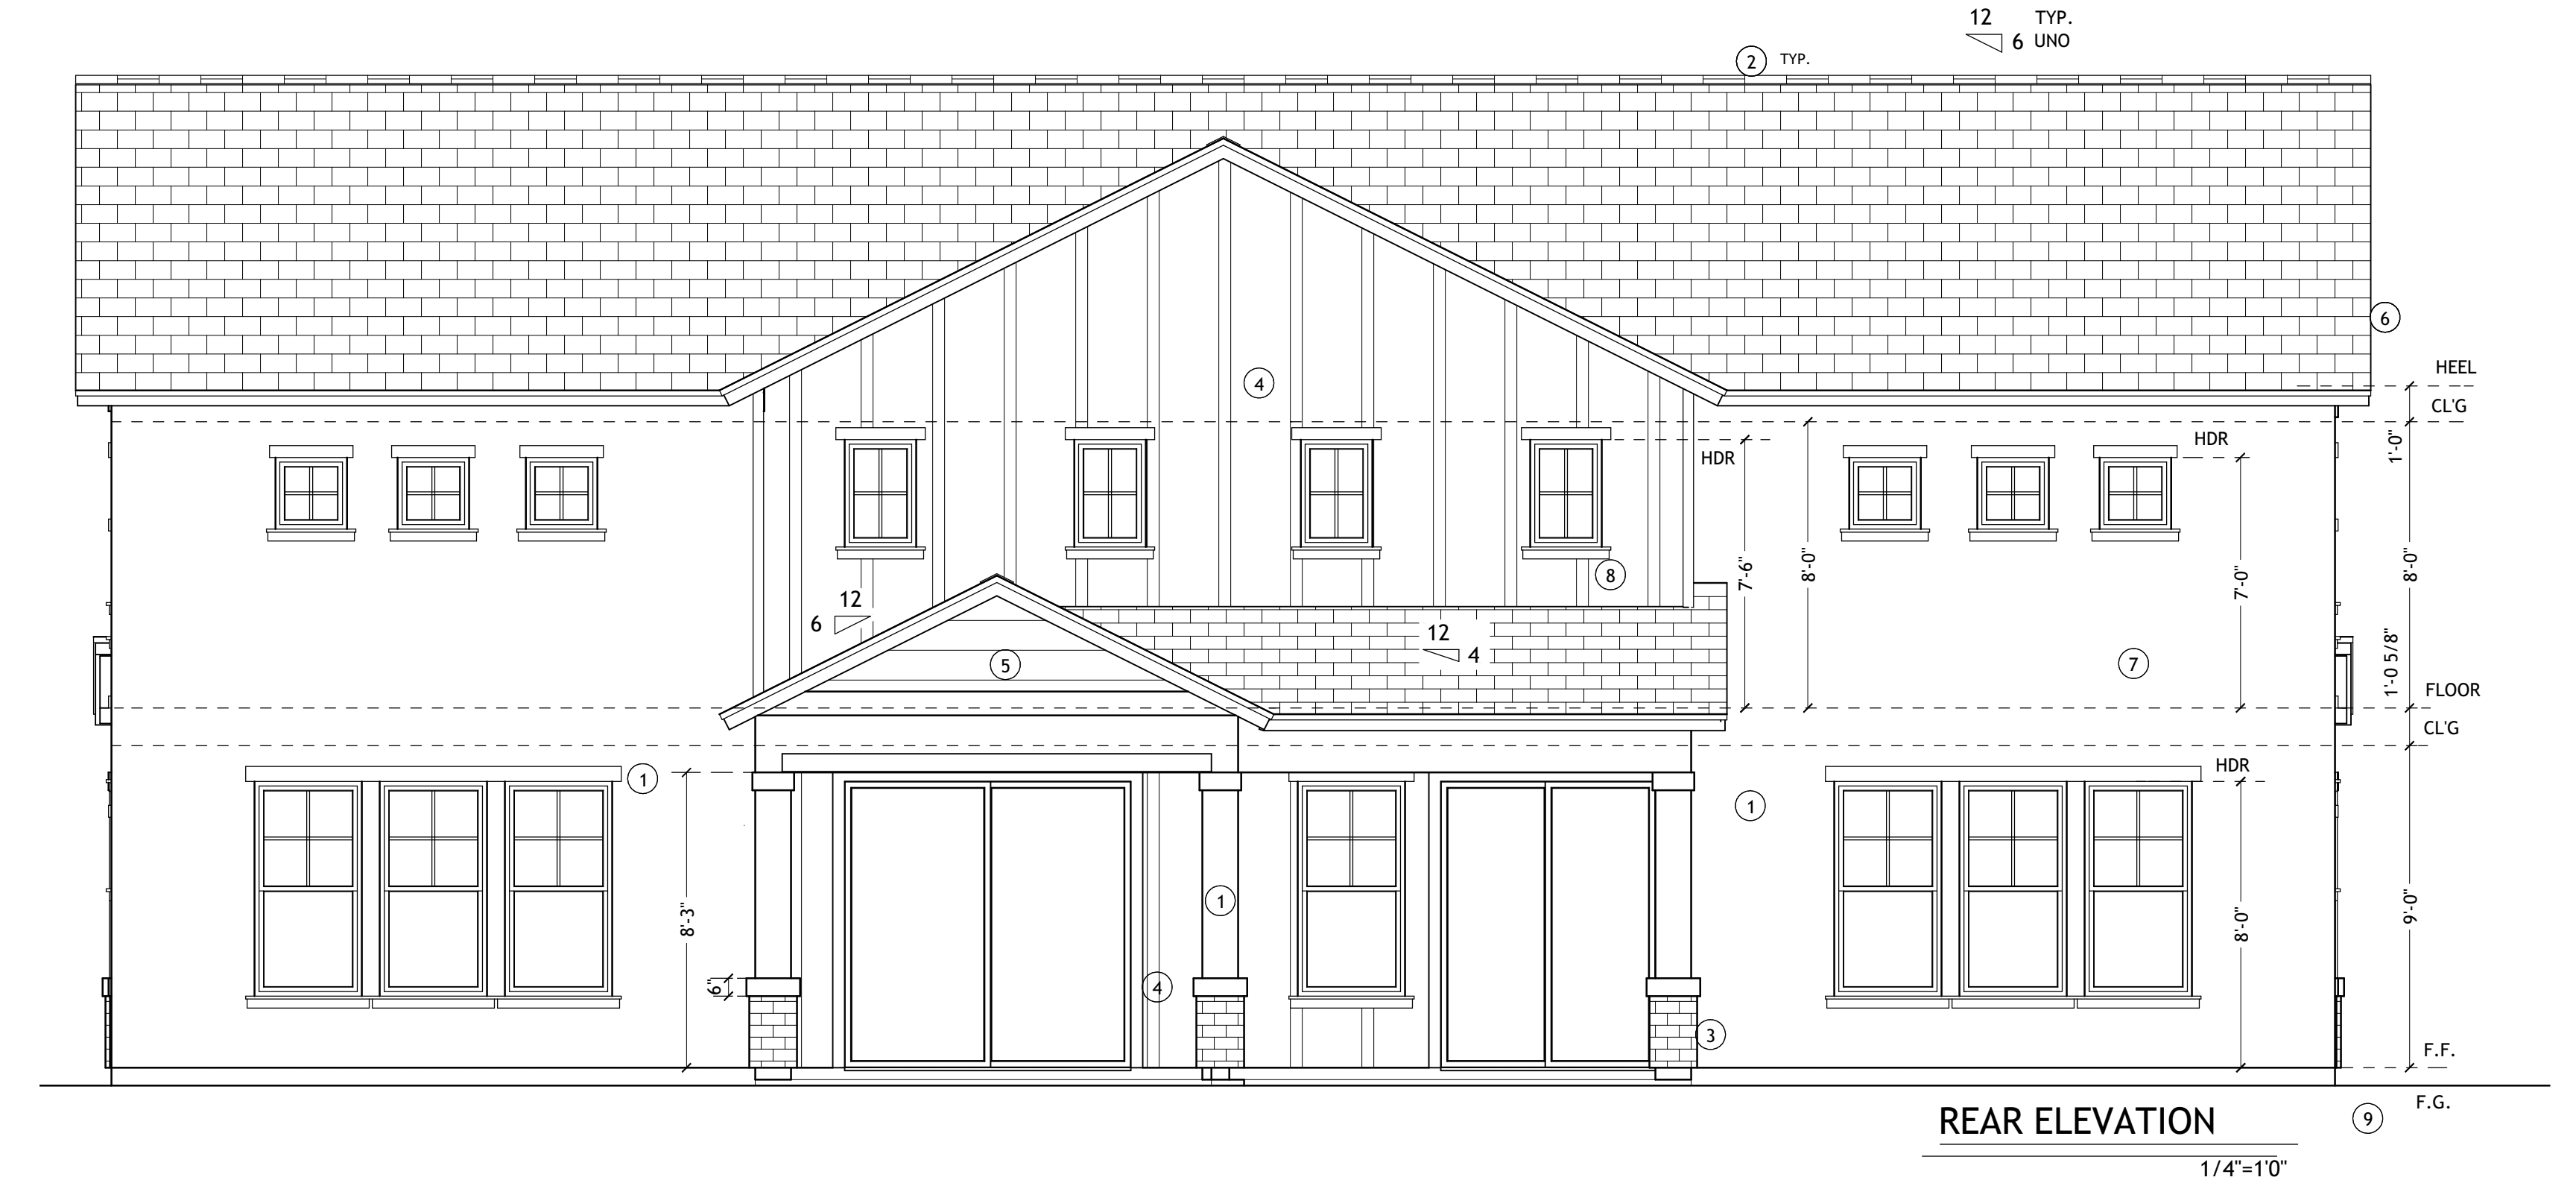 12 TYP.
6 UNO
2 TYP.
6
HEEL
4
CL'G
HDR
1'-0"
HDR
8
7'-6"
8'-0"
7'-0"
8'-0"
12
6
12
4
5
7
1'-0 5/8"
FLOOR
CL'G
HDR
1
1
1
8'-3"
8'-0"
9'-0"
6"
4
3
F.F.
F.G.
REAR ELEVATION
9
1/4"=1'0"